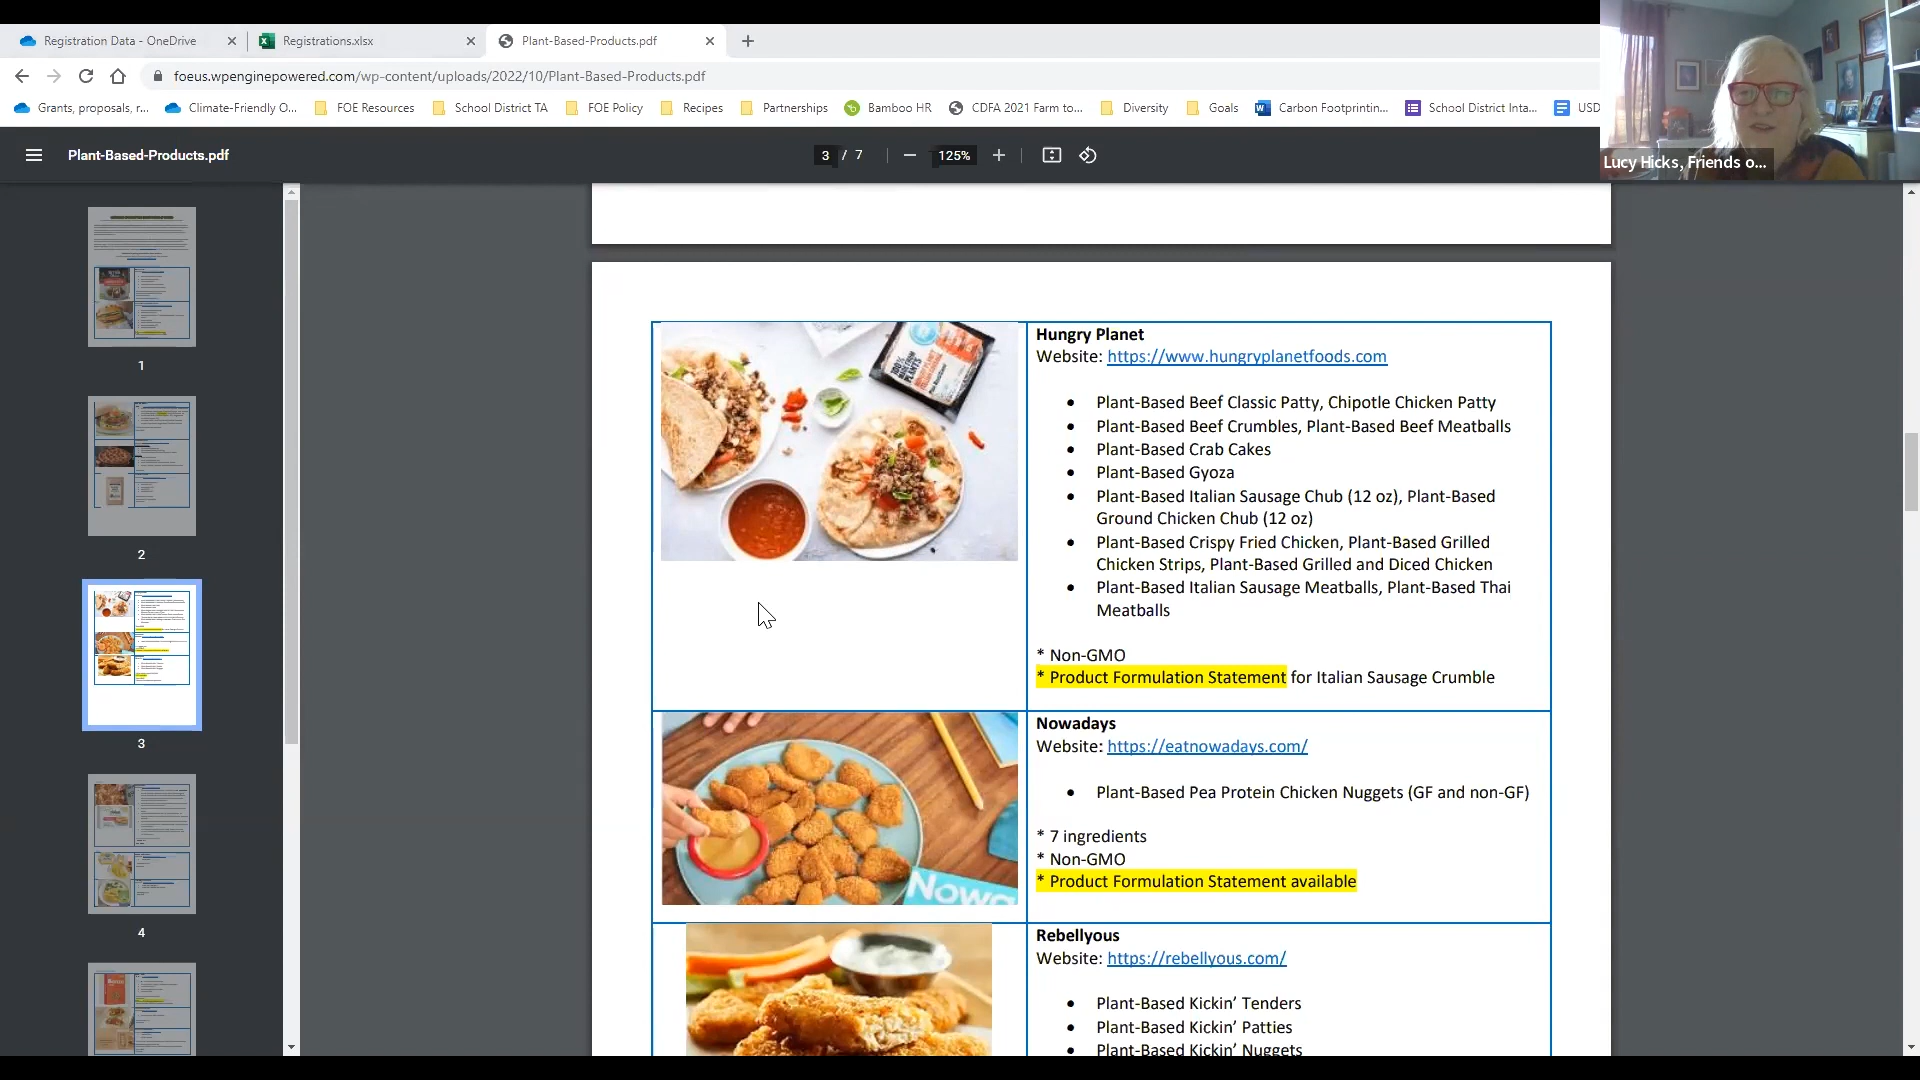 Registration Data - OneDrive
Registrations.xlsx
Plant-Based-Products.pdf
foeus.wpenginepowered.com/wp-content/uploads/2022/10/Plant-Based-Products.pdf
Grants, proposals, r...
Climate-Friendly O...
FOE Resources
School District TA
FOE Policy
Recipes
Partnerships
Bamboo HR
CDFA 2021 Farm to...
Diversity
Goals
Carbon Footprintin...
School District Inta...
USD
Lucy Hicks, Friends o...
Plant-Based-Products.pdf
3 / 7
125%
1
2
3
4
Hungry Planet
Website: https://www.hungryplanetfoods.com
• Plant-Based Beef Classic Patty, Chipotle Chicken Patty
• Plant-Based Beef Crumbles, Plant-Based Beef Meatballs
• Plant-Based Crab Cakes
• Plant-Based Gyoza
• Plant-Based Italian Sausage Chub (12 oz), Plant-Based
Ground Chicken Chub (12 oz)
• Plant-Based Crispy Fried Chicken, Plant-Based Grilled
Chicken Strips, Plant-Based Grilled and Diced Chicken
• Plant-Based Italian Sausage Meatballs, Plant-Based Thai
Meatballs
* Non-GMO
* Product Formulation Statement for Italian Sausage Crumble
Nowadays
Website: https://eatnowadays.com/
• Plant-Based Pea Protein Chicken Nuggets (GF and non-GF)
* 7 ingredients
* Non-GMO
* Product Formulation Statement available
Nowa
Rebellyous
Website: https://rebellyous.com/
• Plant-Based Kickin’ Tenders
• Plant-Based Kickin’ Patties
• Plant-Based Kickin’ Nuggets